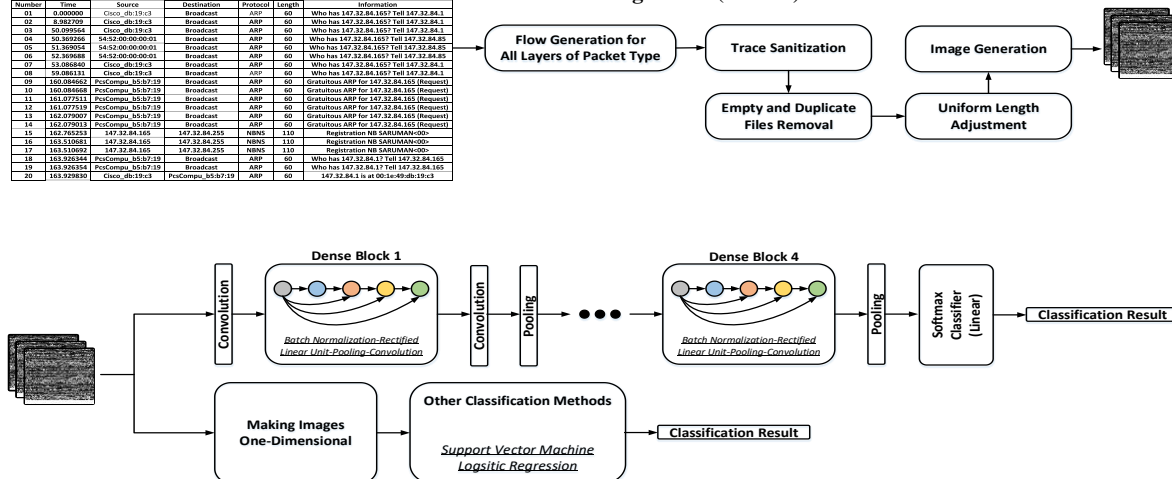 Number Time Source Destination Protocol Length Information
01 0.000000 Cisco_db:19:c3 Broadcast ARP 60 Who has 147.32.84.165? Tell 147.32.84.1
02 8.982709 Cisco_db:19:c3 Broadcast ARP 60 Who has 147.32.84.165? Tell 147.32.84.1
03 50.099564 Cisco_db:19:c3 Broadcast ARP 60 Who has 147.32.84.165? Tell 147.32.84.1
04 50.369266 54:52:00:00:00:01 Broadcast ARP 60 Who has 147.32.84.165? Tell 147.32.84.85
05 51.369054 54:52:00:00:00:01 Broadcast ARP 60 Who has 147.32.84.165? Tell 147.32.84.85
06 52.369688 54:52:00:00:00:01 Broadcast ARP 60 Who has 147.32.84.165? Tell 147.32.84.85
07 53.086840 Cisco_db:19:c3 Broadcast ARP 60 Who has 147.32.84.165? Tell 147.32.84.1
08 59.086131 Cisco_db:19:c3 Broadcast ARP 60 Who has 147.32.84.165? Tell 147.32.84.1
09 160.084662 PcsCompu_b5:b7:19 Broadcast ARP 60 Gratuitous ARP for 147.32.84.165 (Request)
10 160.084668 PcsCompu_b5:b7:19 Broadcast ARP 60 Gratuitous ARP for 147.32.84.165 (Request)
11 161.077511 PcsCompu_b5:b7:19 Broadcast ARP 60 Gratuitous ARP for 147.32.84.165 (Request)
12 161.077519 PcsCompu_b5:b7:19 Broadcast ARP 60 Gratuitous ARP for 147.32.84.165 (Request)
13 162.079007 PcsCompu_b5:b7:19 Broadcast ARP 60 Gratuitous ARP for 147.32.84.165 (Request)
14 162.079013 PcsCompu_b5:b7:19 Broadcast ARP 60 Gratuitous ARP for 147.32.84.165 (Request)
15 162.765253 147.32.84.165 147.32.84.255 NBNS 110 Registration NB SARUMAN<00>
16 163.510681 147.32.84.165 147.32.84.255 NBNS 110 Registration NB SARUMAN<00>
17 163.510692 147.32.84.165 147.32.84.255 NBNS 110 Registration NB SARUMAN<00>
18 163.926344 PcsCompu_b5:b7:19 Broadcast ARP 60 Who has 147.32.84.1? Tell 147.32.84.165
19 163.926354 PcsCompu_b5:b7:19 Broadcast ARP 60 Who has 147.32.84.1? Tell 147.32.84.165
20 163.929830 Cisco_db:19:c3 PcsCompu_b5:b7:19 ARP 60 147.32.84.1 is at 00:1e:49:db:19:c3
Flow Generation for
All Layers of Packet Type
Trace Sanitization
Empty and Duplicate
Files Removal
Uniform Length
Adjustment
Image Generation
Convolution
Dense Block 1
Batch Normalization-Rectified
Linear Unit-Pooling-Convolution
Convolution
Pooling
Dense Block 4
Batch Normalization-Rectified
Linear Unit-Pooling-Convolution
Pooling
Softmax
Classifier
(Linear)
Classification Result
Making Images
One-Dimensional
Other Classification Methods
Support Vector Machine
Logsitic Regression
Classification Result